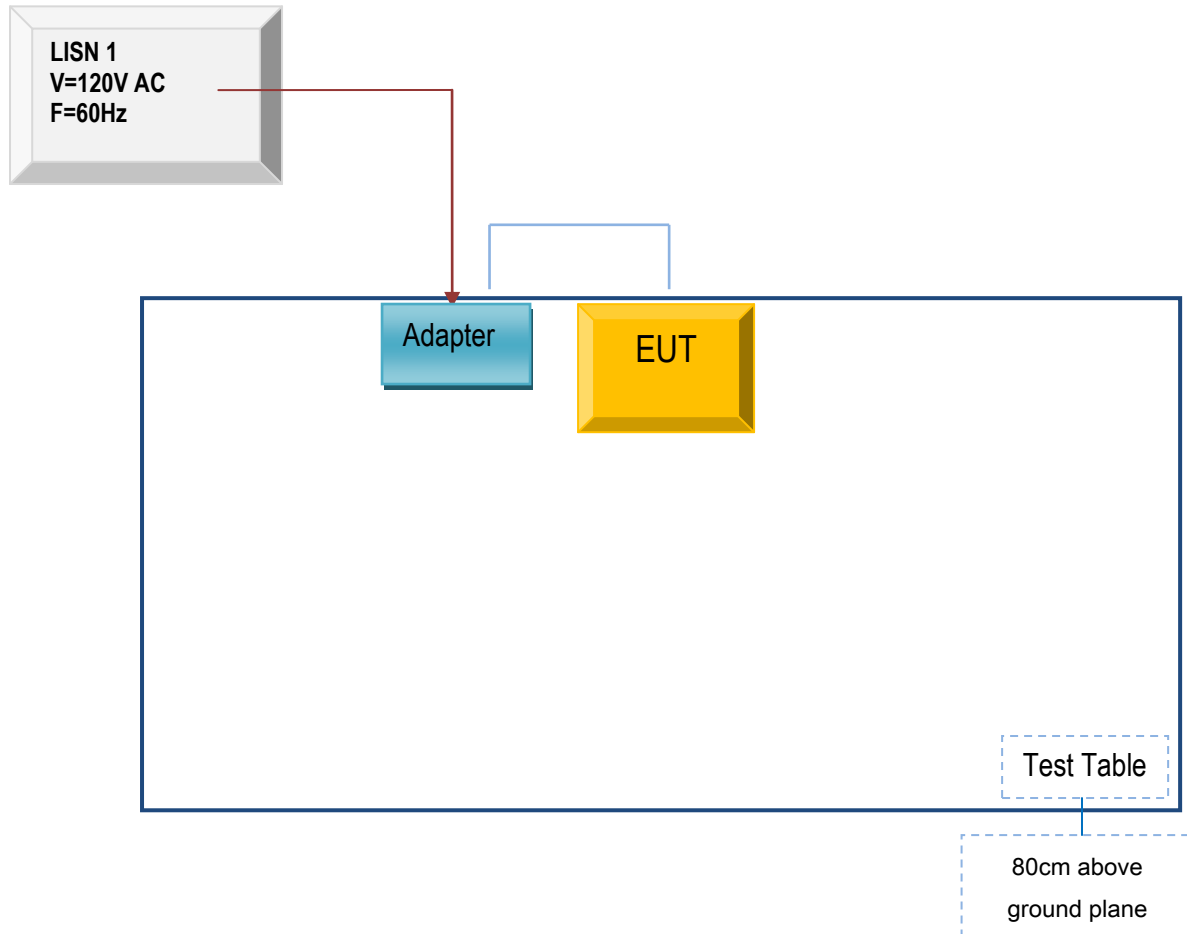 LISN 1
V=120V AC
F=60Hz
Adapter
EUT
Test Table
80cm above
ground plane